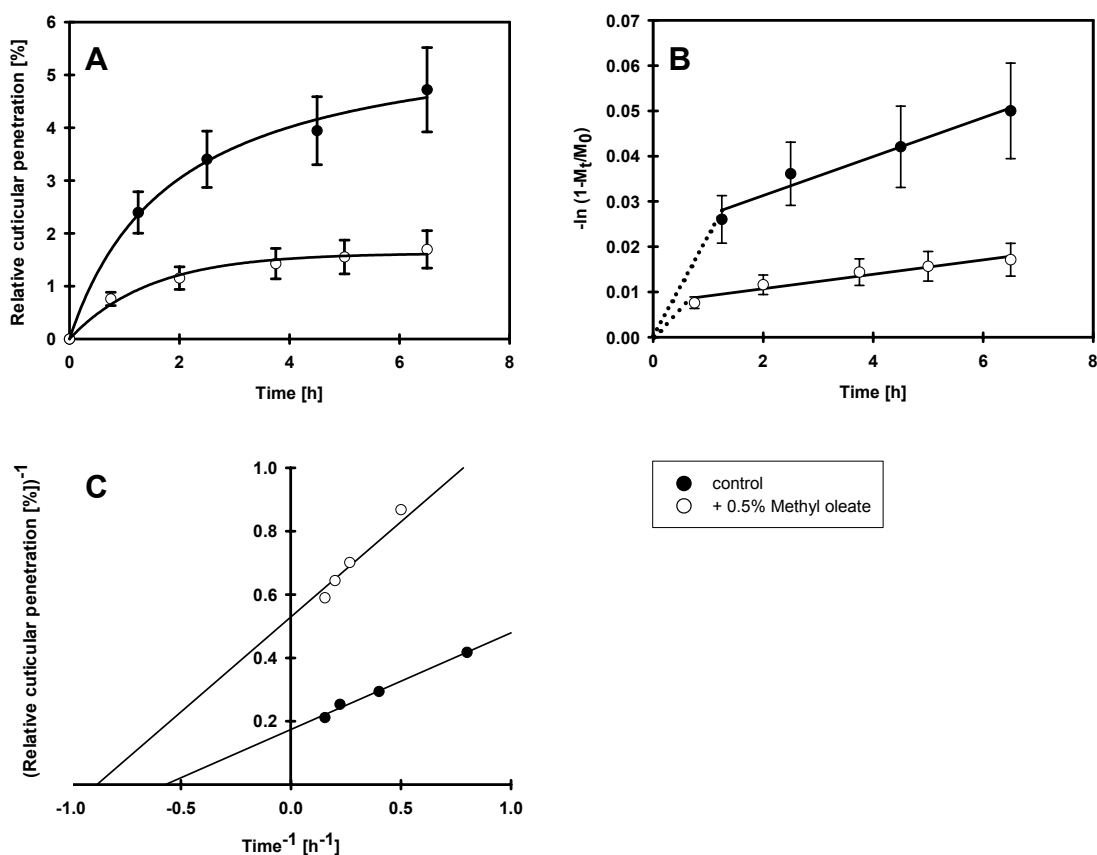 A
Relative cuticular penetration [%]
6
5
4
3
2
1
0
0 2 4 6 8
Time [h]
B
-ln (1-Mt/M0)
0.07
0.06
0.05
0.04
0.03
0.02
0.01
0.00
0 2 4 6 8
Time [h]
C
(Relative cuticular penetration [%])-1
1.0
0.8
0.6
0.4
0.2
-1.0 -0.5 0.0 0.5 1.0
Time-1 [h-1]
control
+ 0.5% Methyl oleate